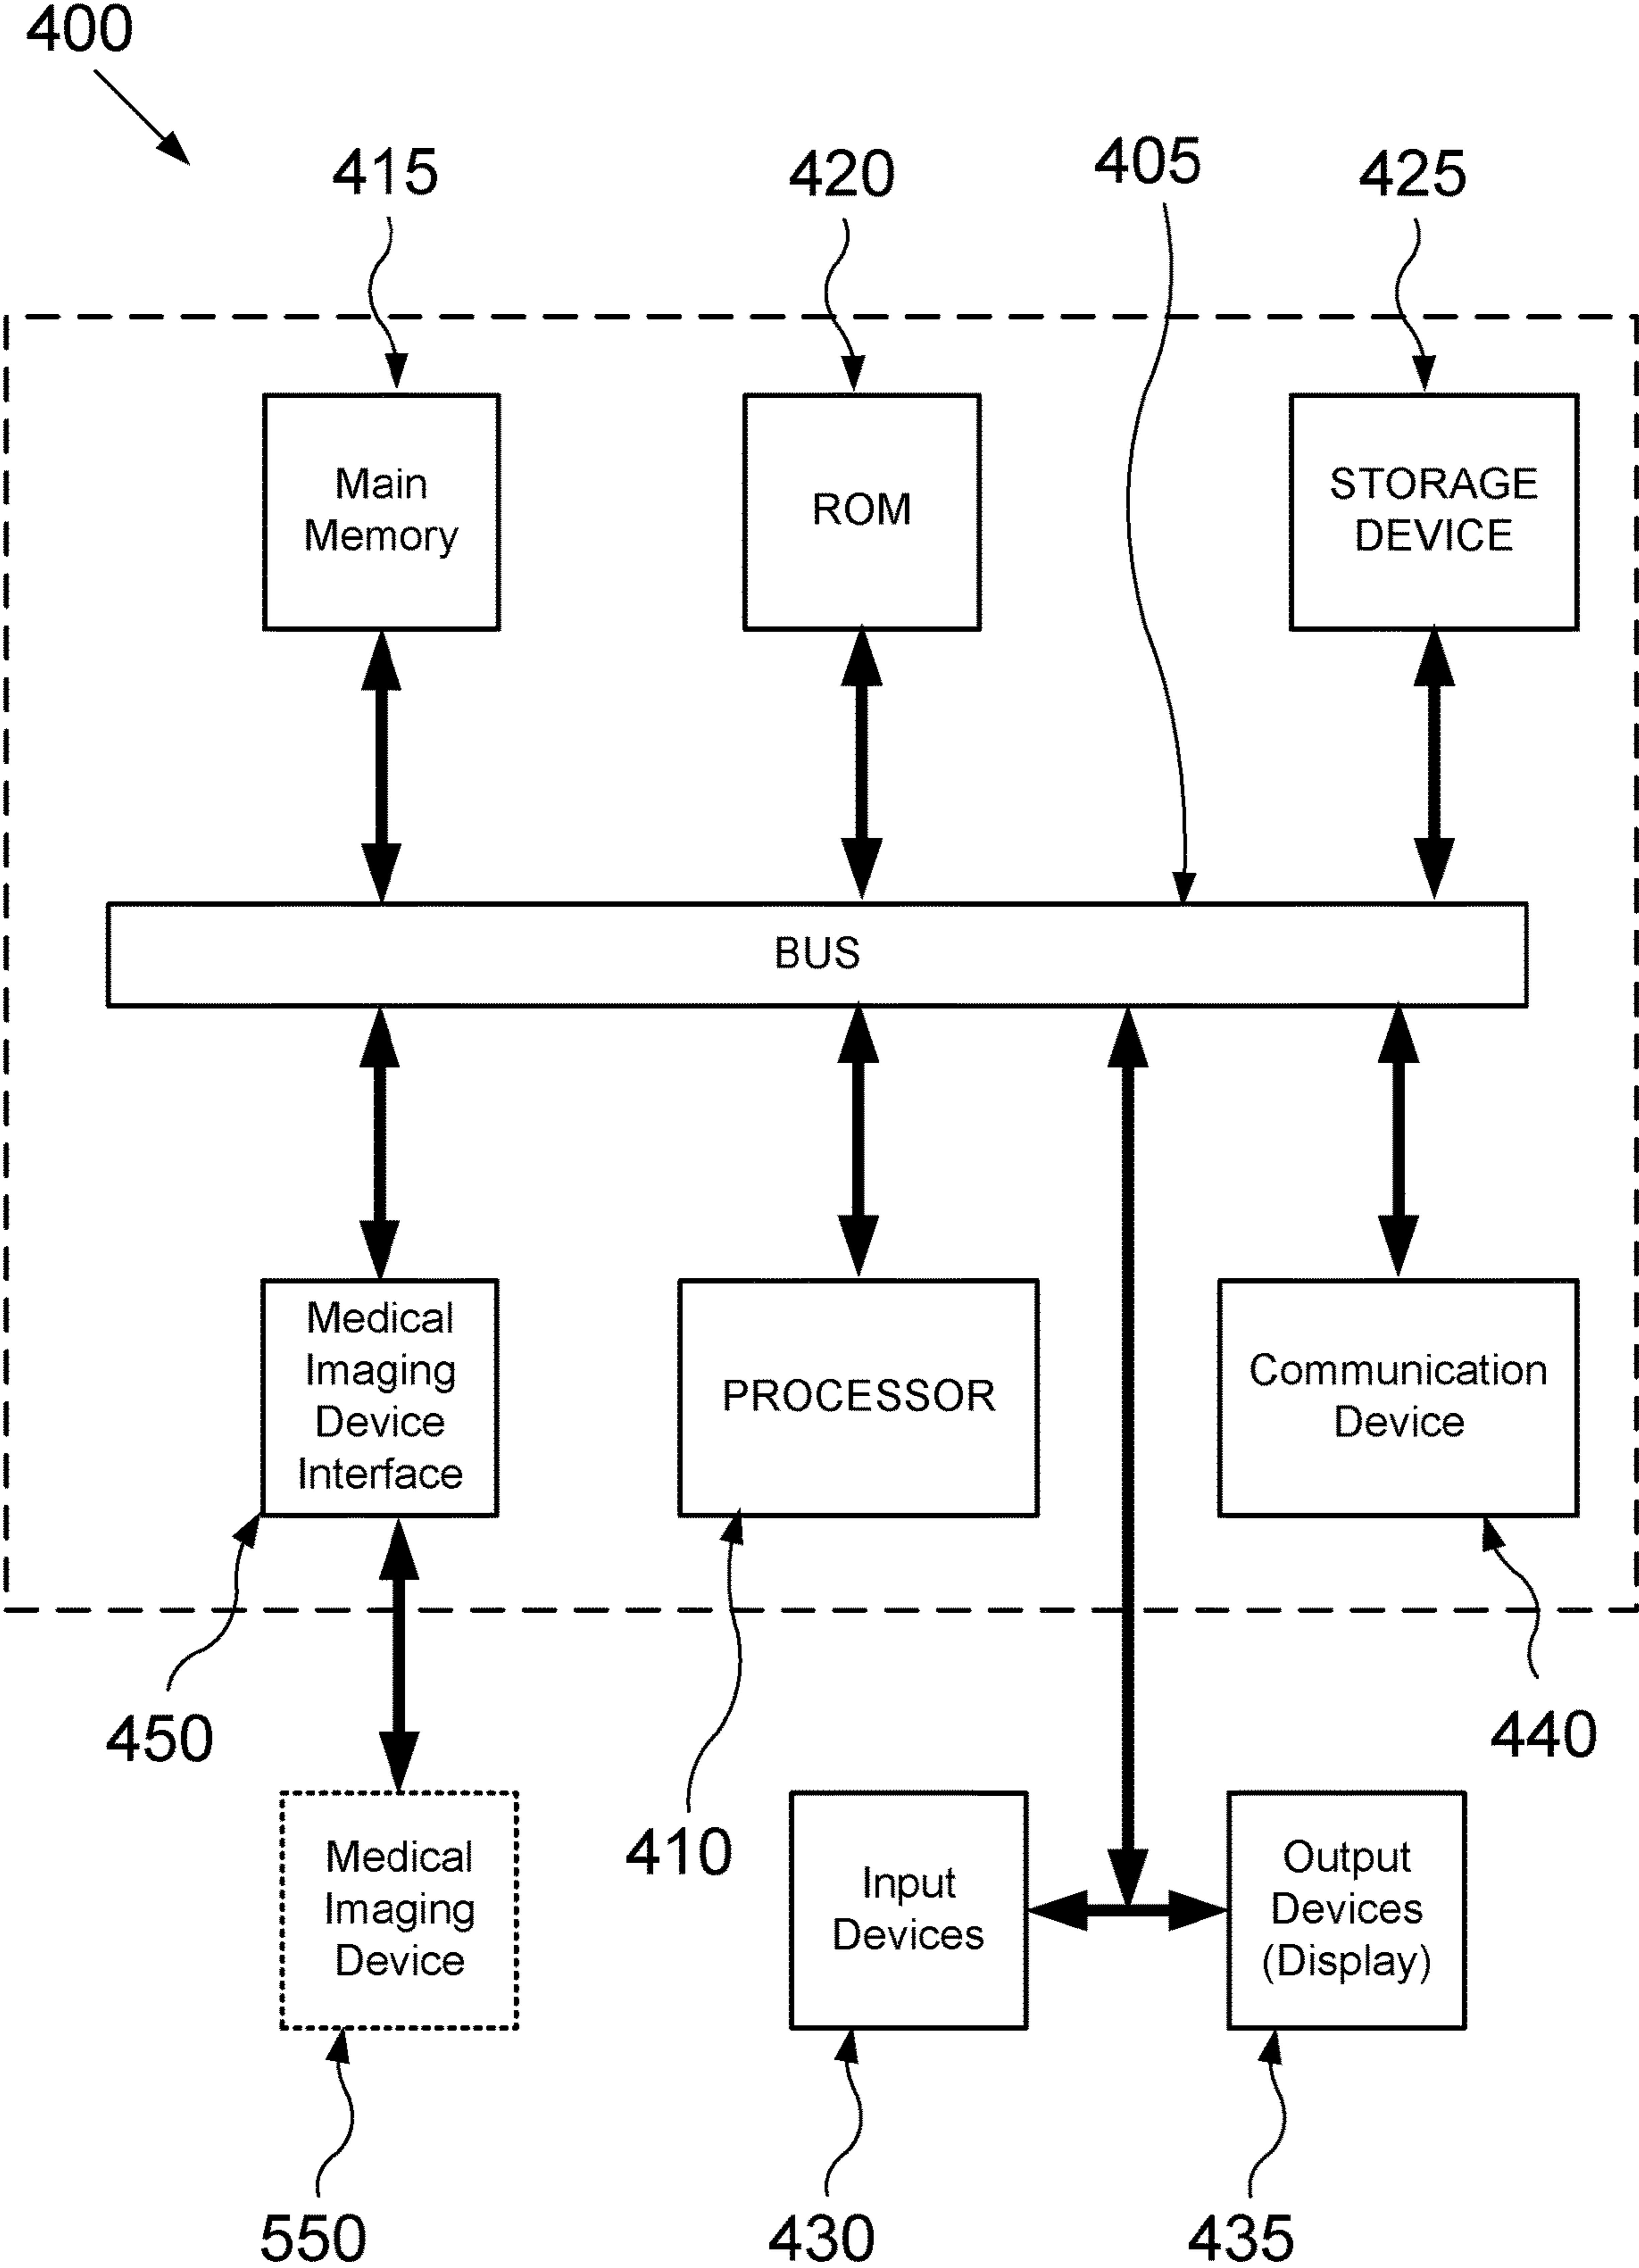 400
415
420
405
425
Main
Memory
ROM
STORAGE
DEVICE
BUS
Medical
Imaging
Device
Interface
PROCESSOR
Communication
Device
450
410
440
Medical
Imaging
Device
Input
Devices
Output
Devices
(Display)
550
430
435